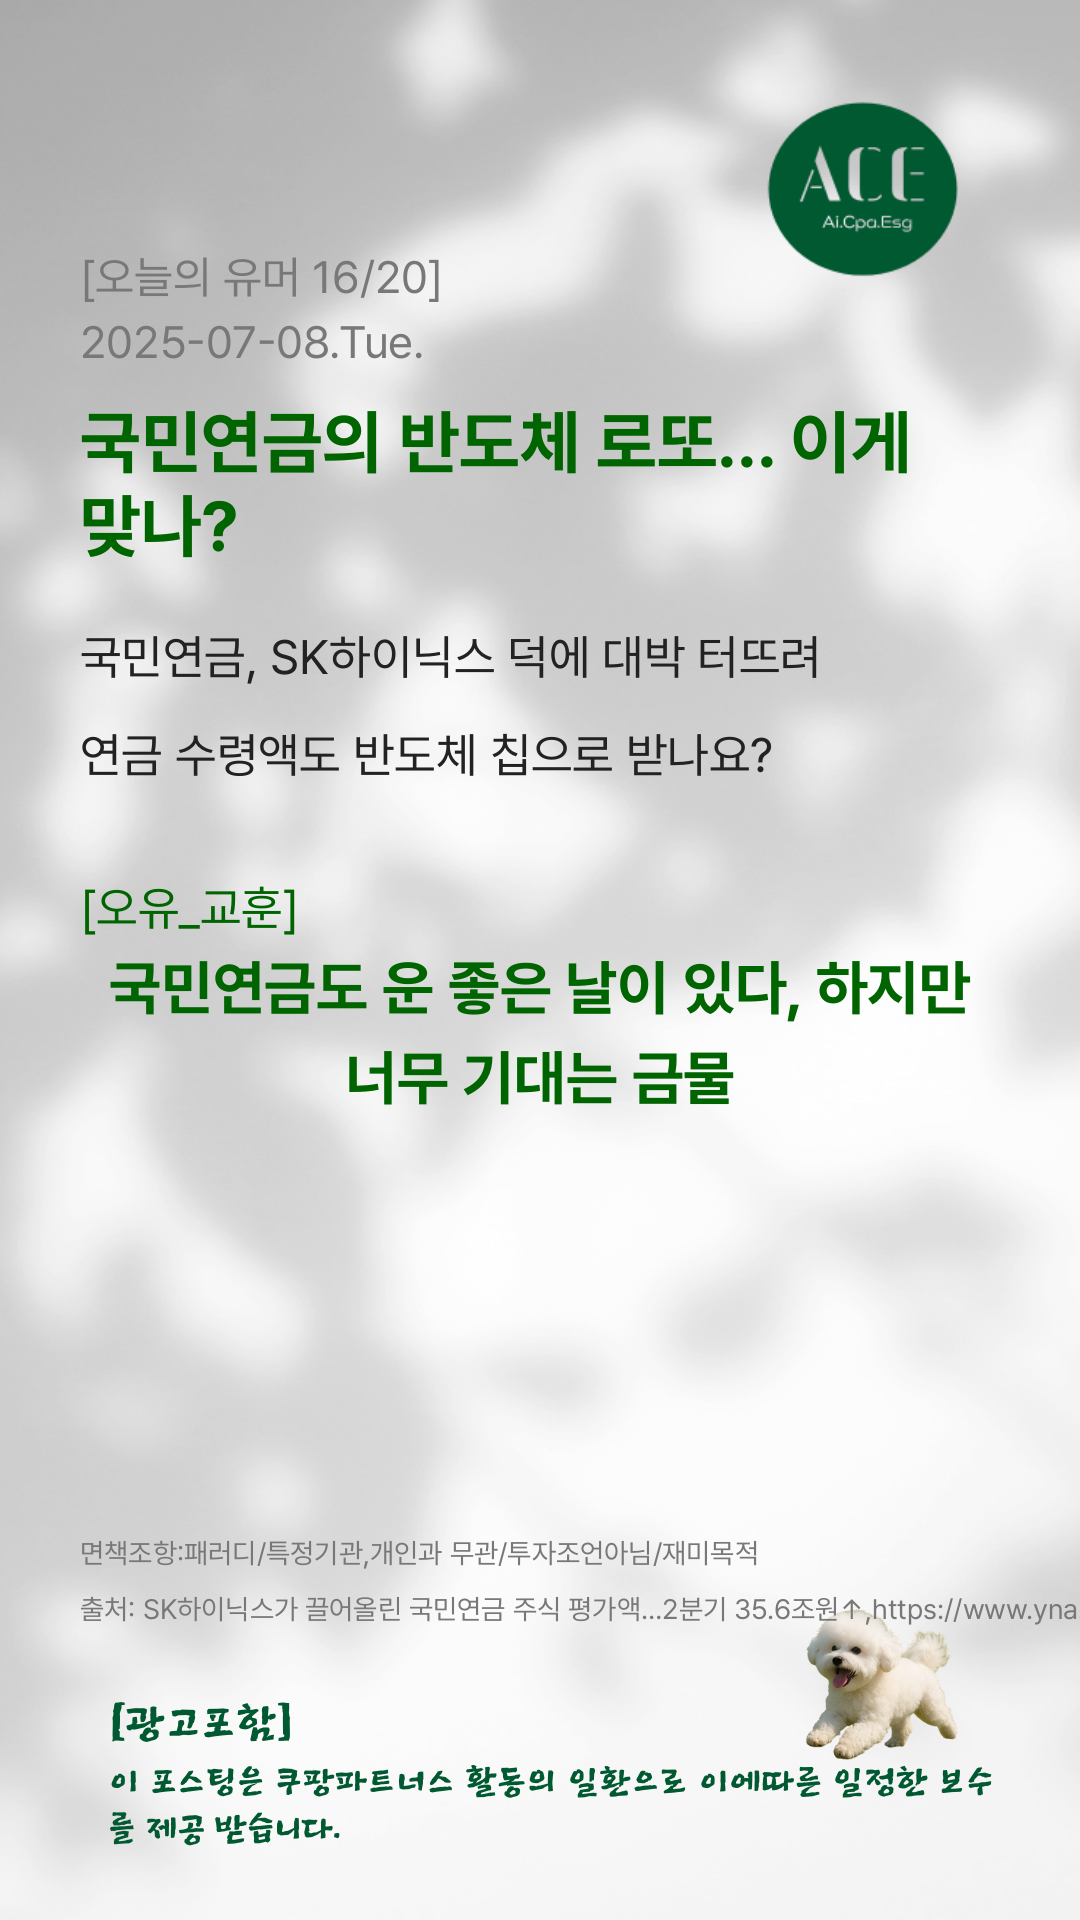 ACE
Ai.Cpa.Esg
[오늘의 유머 16/20]
2025-07-08.Tue.
국민연금의 반도체 로또... 이게
맞나?
국민연금, SK하이닉스 덕에 대박 터뜨려
연금 수령액도 반도체 칩으로 받나요?
[오유_교훈]
국민연금도 운 좋은 날이 있다, 하지만
너무 기대는 금물
면책조항:패러디/특정기관,개인과 무관/투자조언아님/재미목적
출처: SK하이닉스가 끌어올린 국민연금 주식 평가액...2분기 35.6조원↑,https://www.yna
[광고포함]
이 포스팅은 쿠팡파트너스 활동의 일환으로 이에따른 일정한 보수
를 제공 받습니다.